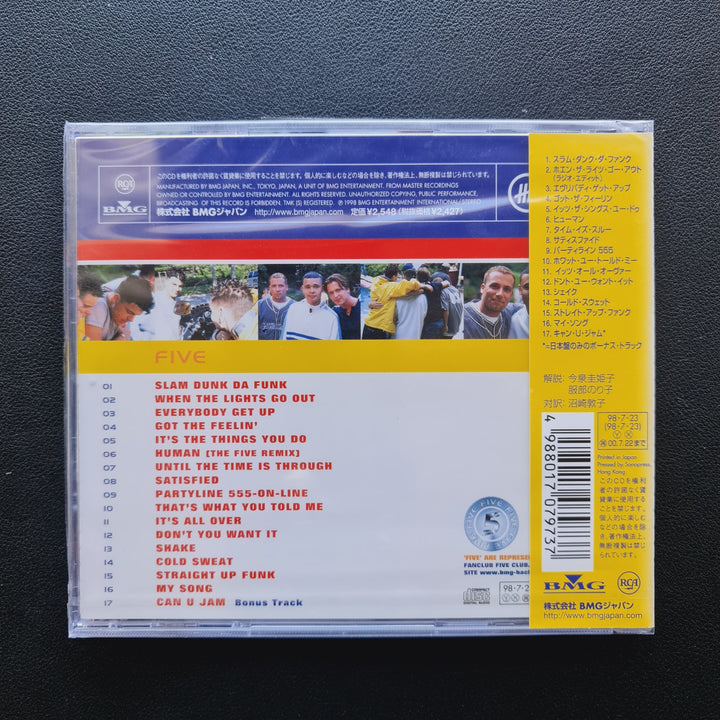 このCDを権利者の許諾なく賃貸業に使用することを禁じます。個人的に楽しむなどの場合を除き、著作権法上、無断複製は禁じられています。
MANUFACTURED BY BMG JAPAN, INC., TOKYO, JAPAN, A UNIT OF BMG ENTERTAINMENT. FROM MASTER RECORDINGS
OWNED OR CONTROLLED BY BMG ENTERTAINMENT. ALL RIGHTS RESERVED. UNAUTHORIZED COPYING, PUBLIC PERFORMANCE,
BROADCASTING OF THIS RECORD IS FORBIDDEN. TMK(S) REGISTERED. ℗ 1998 BMG ENTERTAINMENT INTERNATIONAL/STEREO
株式会社 BMGジャパン http://www.bmgjapan.com/ 定価¥2,548 (税抜価格¥2,427)
RCA
BMG
FIVE
01 SLAM DUNK DA FUNK
02 WHEN THE LIGHTS GO OUT
03 EVERYBODY GET UP
04 GOT THE FEELIN'
05 IT'S THE THINGS YOU DO
06 HUMAN [THE FIVE REMIX]
07 UNTIL THE TIME IS THROUGH
08 SATISFIED
09 PARTYLINE 555-ON-LINE
10 THAT'S WHAT YOU TOLD ME
11 IT'S ALL OVER
12 DON'T YOU WANT IT
13 SHAKE
14 COLD SWEAT
15 STRAIGHT UP FUNK
16 MY SONG
17 CAN U JAM Bonus Track
FIVE FIVE FIVE
5
'FIVE' ARE REPRESE
FANCLUB FIVE CLUB,
SITE www.bmg-bac
COMPACT
disc
DIGITAL AUDIO
98・7・2
1. スラム・ダンク・ダ・ファンク
2. ホエン・ザ・ライツ・ゴー・アウト
(ラジオ・エディット)
3. エヴリバディ・ゲット・アップ
4. ゴット・ザ・フィーリン
5. イッツ・ザ・シングス・ユー・ドゥ
6. ヒューマン
7. タイム・イズ・スルー
8. サティスファイド
9. パーティライン 555
10. ホワット・ユー・トールド・ミー
11. イッツ・オール・オーヴァー
12. ドント・ユー・ウォント・イット
13. シェイク
14. コールド・スウェット
15. ストレイト・アップ・ファンク
16. マイ・ソング
17. キャン・U・ジャム*
*=日本盤のみのボーナス・トラック
解説：今泉圭姫子
服部のり子
対訳：沼崎敦子
98・7・23
(98・7・23)
00.7.22まで
4988017079737
Printed in Japan
Pressed by Sonopress,
Hong Kong
このCDを権利
者の許諾なく賃
貸業に使用する
ことを禁じます。
個人的に楽しむ
などの場合を除
き、著作権法上、
無断複製は禁じ
られています。
BMG
RCA
株式会社 BMGジャパン
http://www.bmgjapan.com/